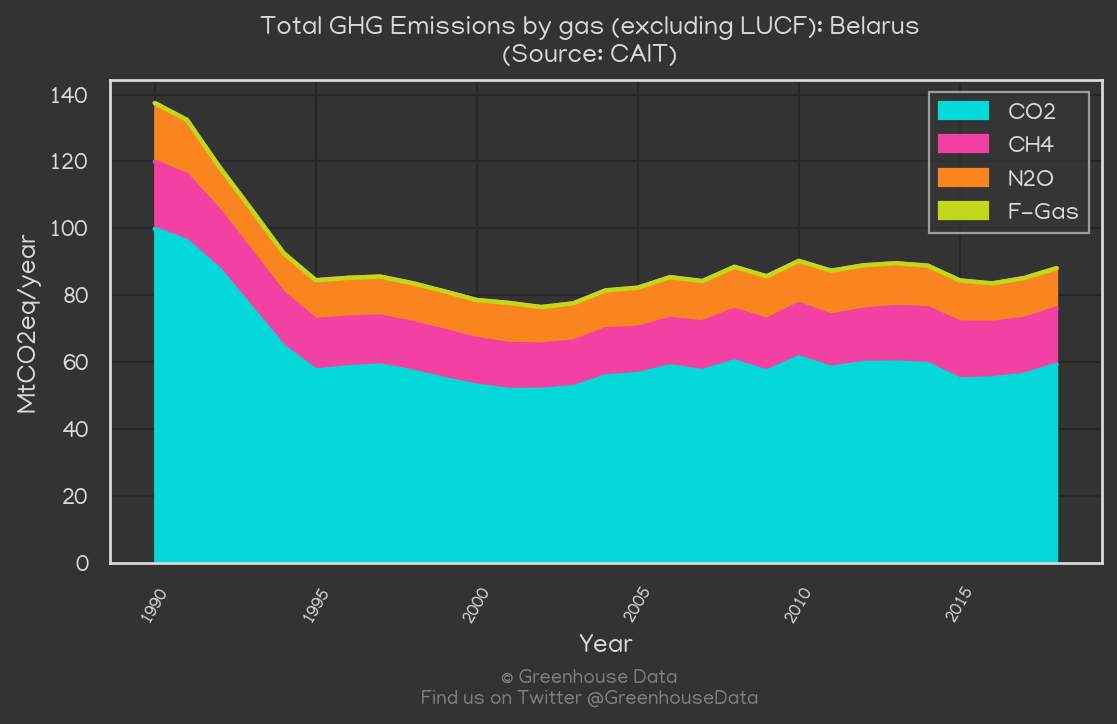 Total GHG Emissions by gas (excluding LUCF): Belarus
(Source: CAIT)
MtCO2eq/year
140
120
100
80
60
40
20
0
CO2
CH4
N2O
F-Gas
1990
1995
2000
2005
2010
2015
Year
© Greenhouse Data
Find us on Twitter @GreenhouseData